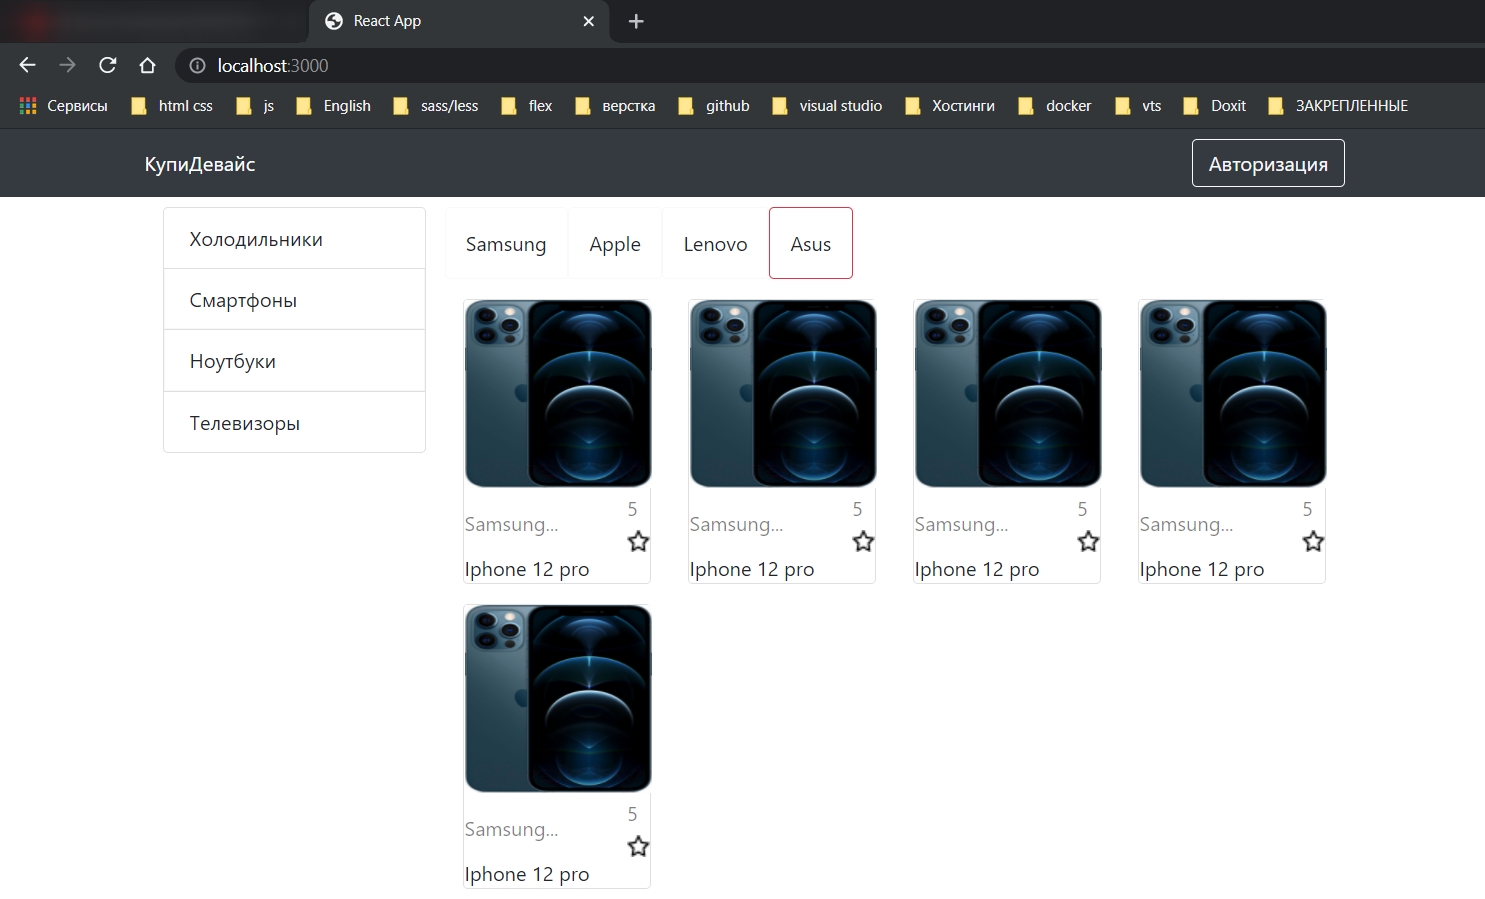 React App
localhost:3000
Сервисы html css js English sass/less flex верстка github visual studio Хостинги docker vts Doxit ЗАКРЕПЛЕННЫЕ
КупиДевайс Авторизация
Холодильники
Смартфоны
Ноутбуки
Телевизоры
Samsung Apple Lenovo Asus
5 5 5 5
Samsung... Samsung... Samsung... Samsung...
Iphone 12 pro Iphone 12 pro Iphone 12 pro Iphone 12 pro
5
Samsung...
Iphone 12 pro